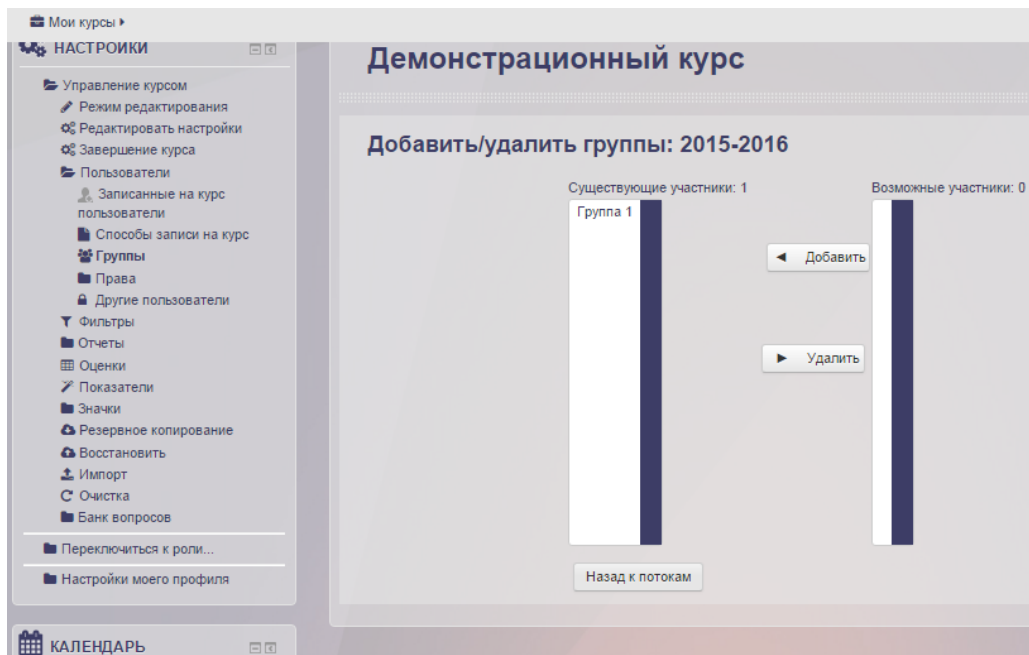 Мои курсы
НАСТРОЙКИ
Управление курсом
Режим редактирования
Редактировать настройки
Завершение курса
Пользователи
Записанные на курс
пользователи
Способы записи на курс
Группы
Права
Другие пользователи
Фильтры
Отчеты
Оценки
Показатели
Значки
Резервное копирование
Восстановить
Импорт
Очистка
Банк вопросов
Переключиться к роли...
Настройки моего профиля
КАЛЕНДАРЬ
Демонстрационный курс
Добавить/удалить группы: 2015-2016
Существующие участники: 1
Группа 1
Добавить
Удалить
Возможные участники: 0
Назад к потокам